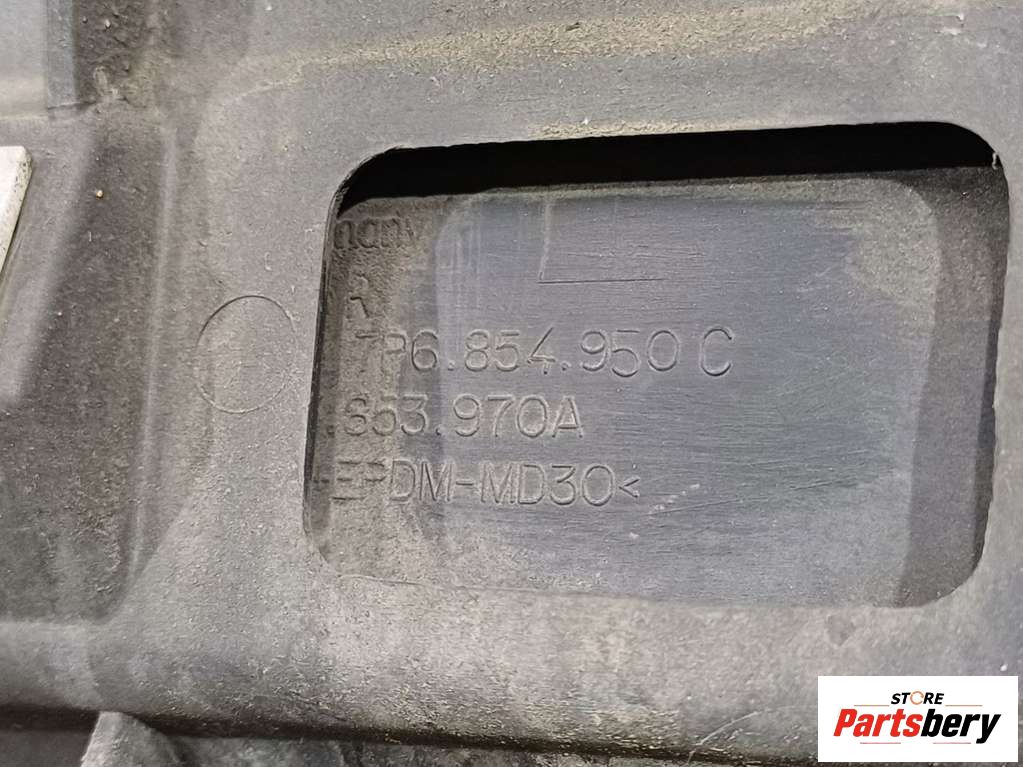 7P6.854.950 C
.853.970A
EPDM-MD30<
STORE
Partsbery